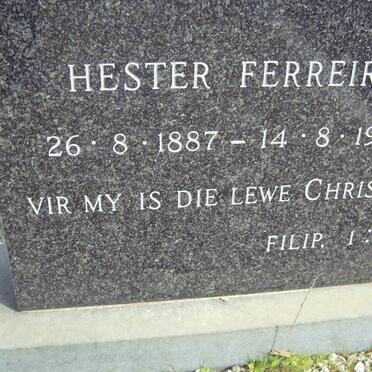 HESTER FERREIR
26 · 8 · 1887 – 14 · 8 · 19
VIR MY IS DIE LEWE CHRIS
FILIP. 1 :